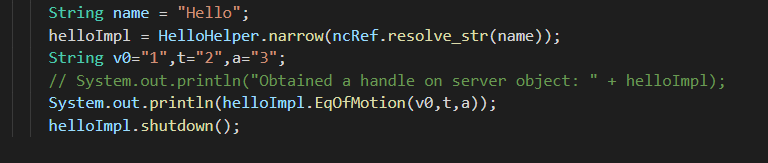 String name = "Hello";
helloImpl = HelloHelper.narrow(ncRef.resolve_str(name));
String v0="1",t="2",a="3";
// System.out.println("Obtained a handle on server object: " + helloImpl);
System.out.println(helloImpl.EqOfMotion(v0,t,a));
helloImpl.shutdown();